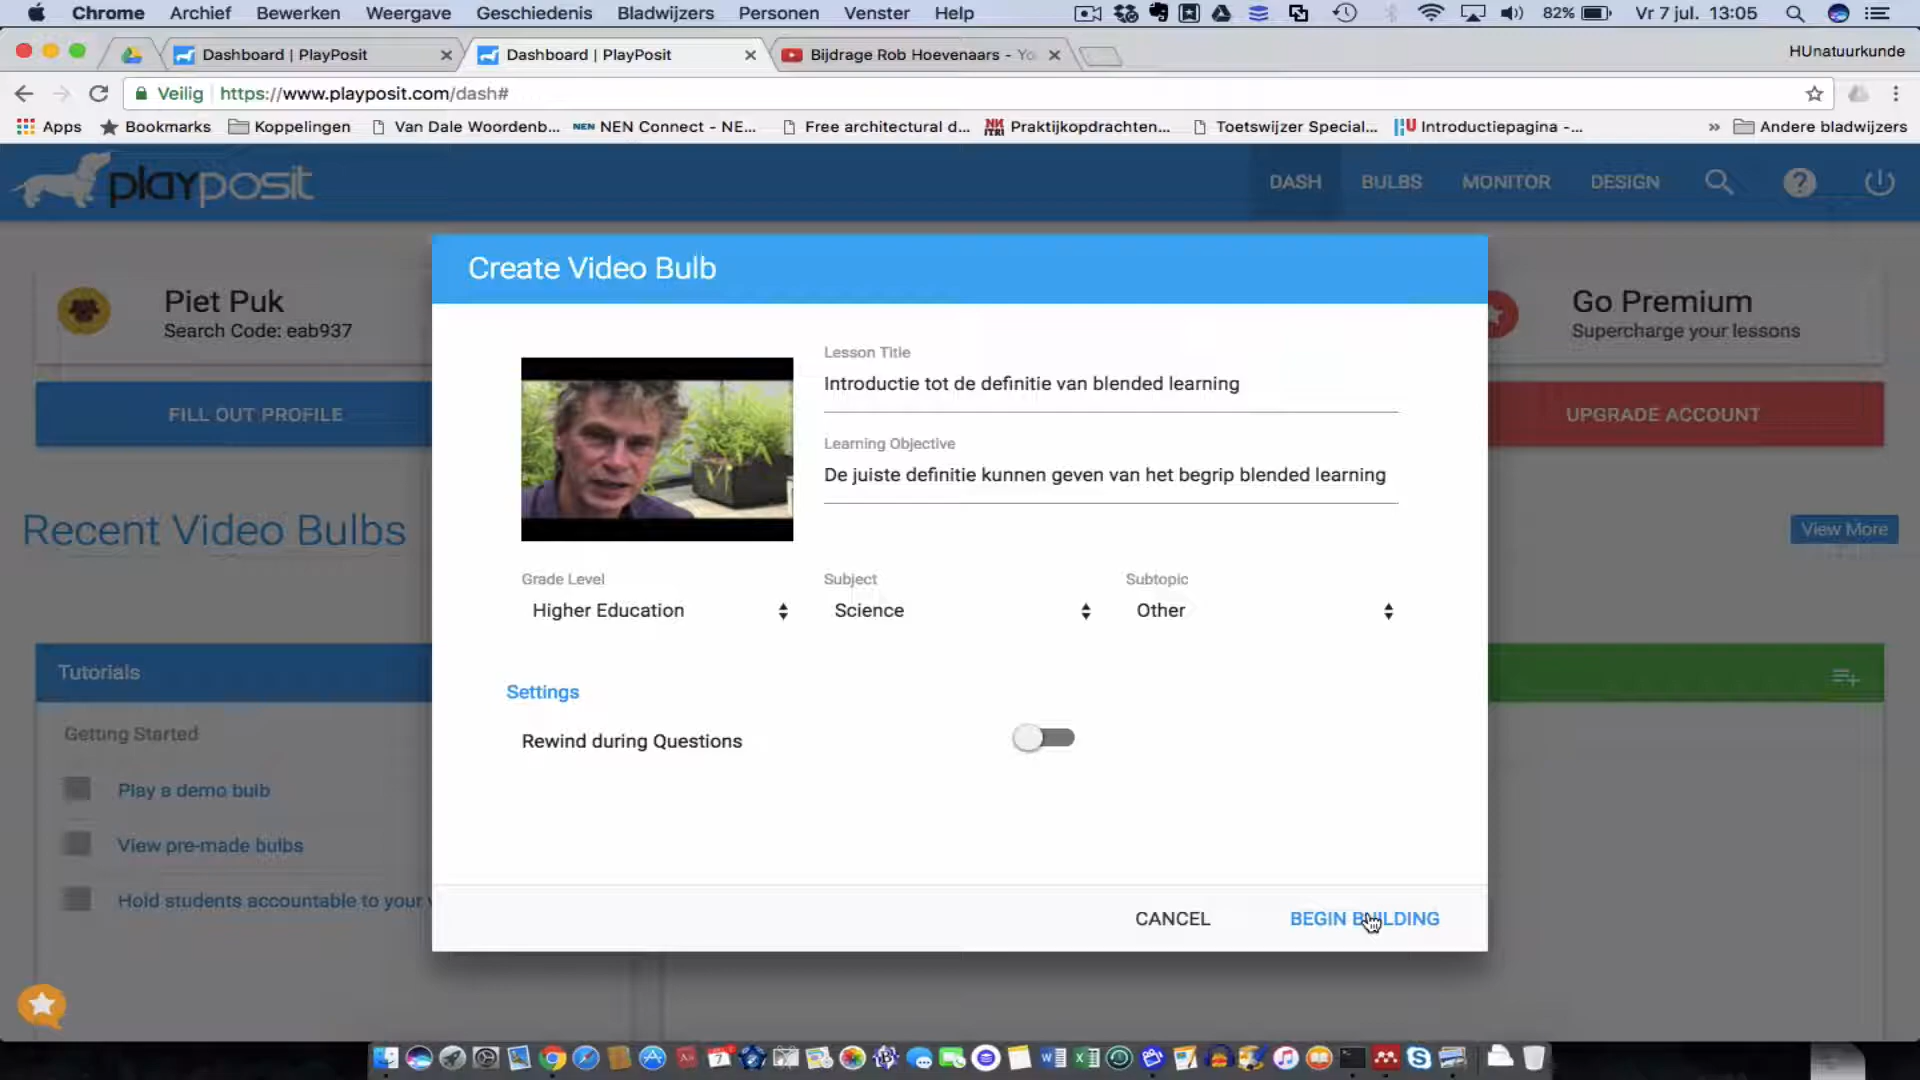 Chrome Archief Bewerken Weergave Geschiedenis Bladwijzers Personen Venster Help 82% Vr 7 jul. 13:05
Dashboard | PlayPosit Dashboard | PlayPosit Bijdrage Rob Hoevenaars - Yo HUnatuurkunde
Veilig https://www.playposit.com/dash#
Apps Bookmarks Koppelingen Van Dale Woordenb... NEN NEN Connect - NE... Free architectural d... Praktijkopdrachten... Toetswijzer Special... Introductiepagina -... » Andere bladwijzers
playposit DASH BULBS MONITOR DESIGN
Create Video Bulb
Piet Puk
Search Code: eab937
Go Premium
Supercharge your lessons
FILL OUT PROFILE
UPGRADE ACCOUNT
Lesson Title
Introductie tot de definitie van blended learning
Learning Objective
De juiste definitie kunnen geven van het begrip blended learning
Recent Video Bulbs
View More
Grade Level Subject Subtopic
Higher Education Science Other
Settings
Rewind during Questions
Tutorials
Getting Started
Play a demo bulb
View pre-made bulbs
Hold students accountable to your
CANCEL BEGIN BUILDING